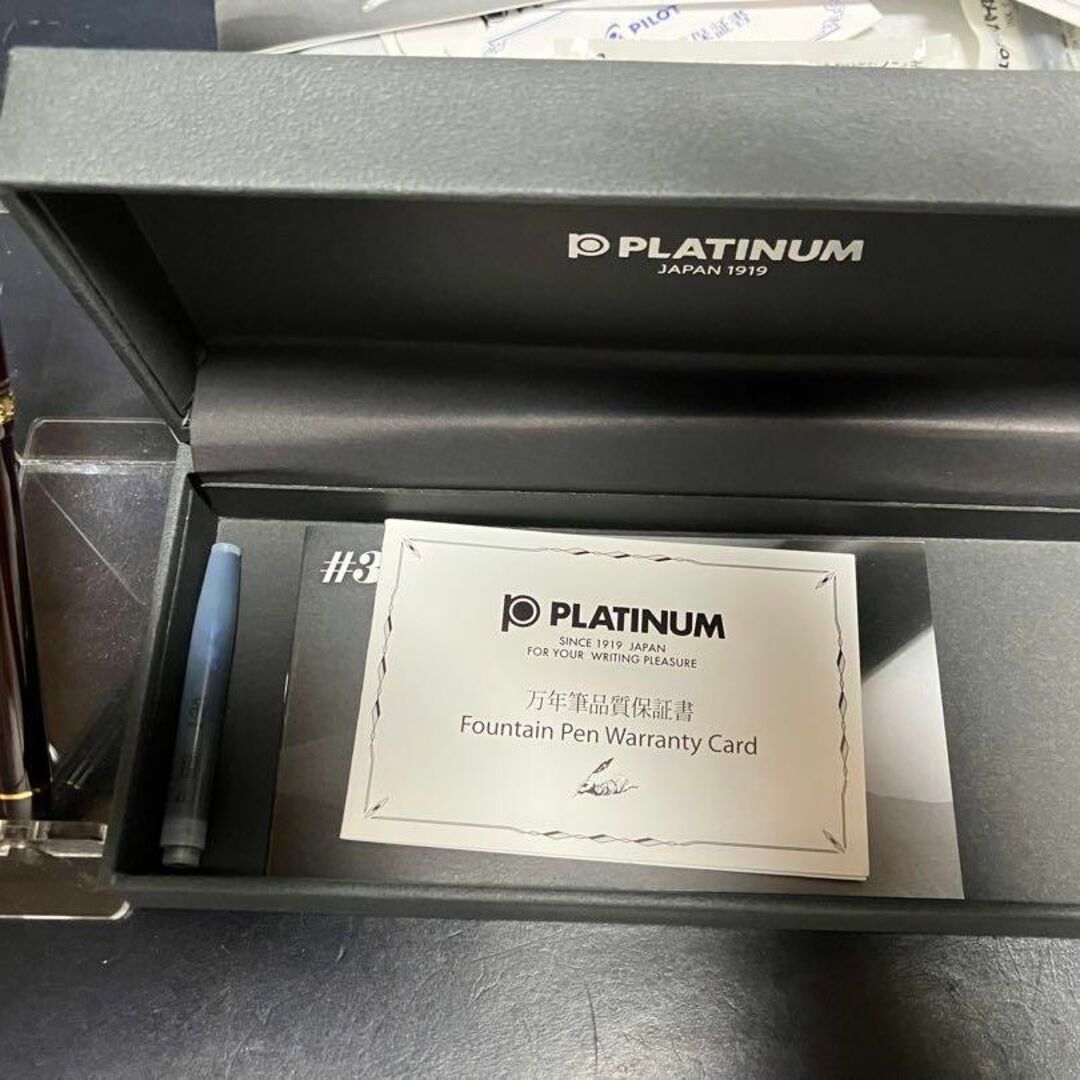 PILOT
保証書
PLATINUM
JAPAN 1919
#3
PLATINUM
SINCE 1919 JAPAN
FOR YOUR WRITING PLEASURE
万年筆品質保証書
Fountain Pen Warranty Card